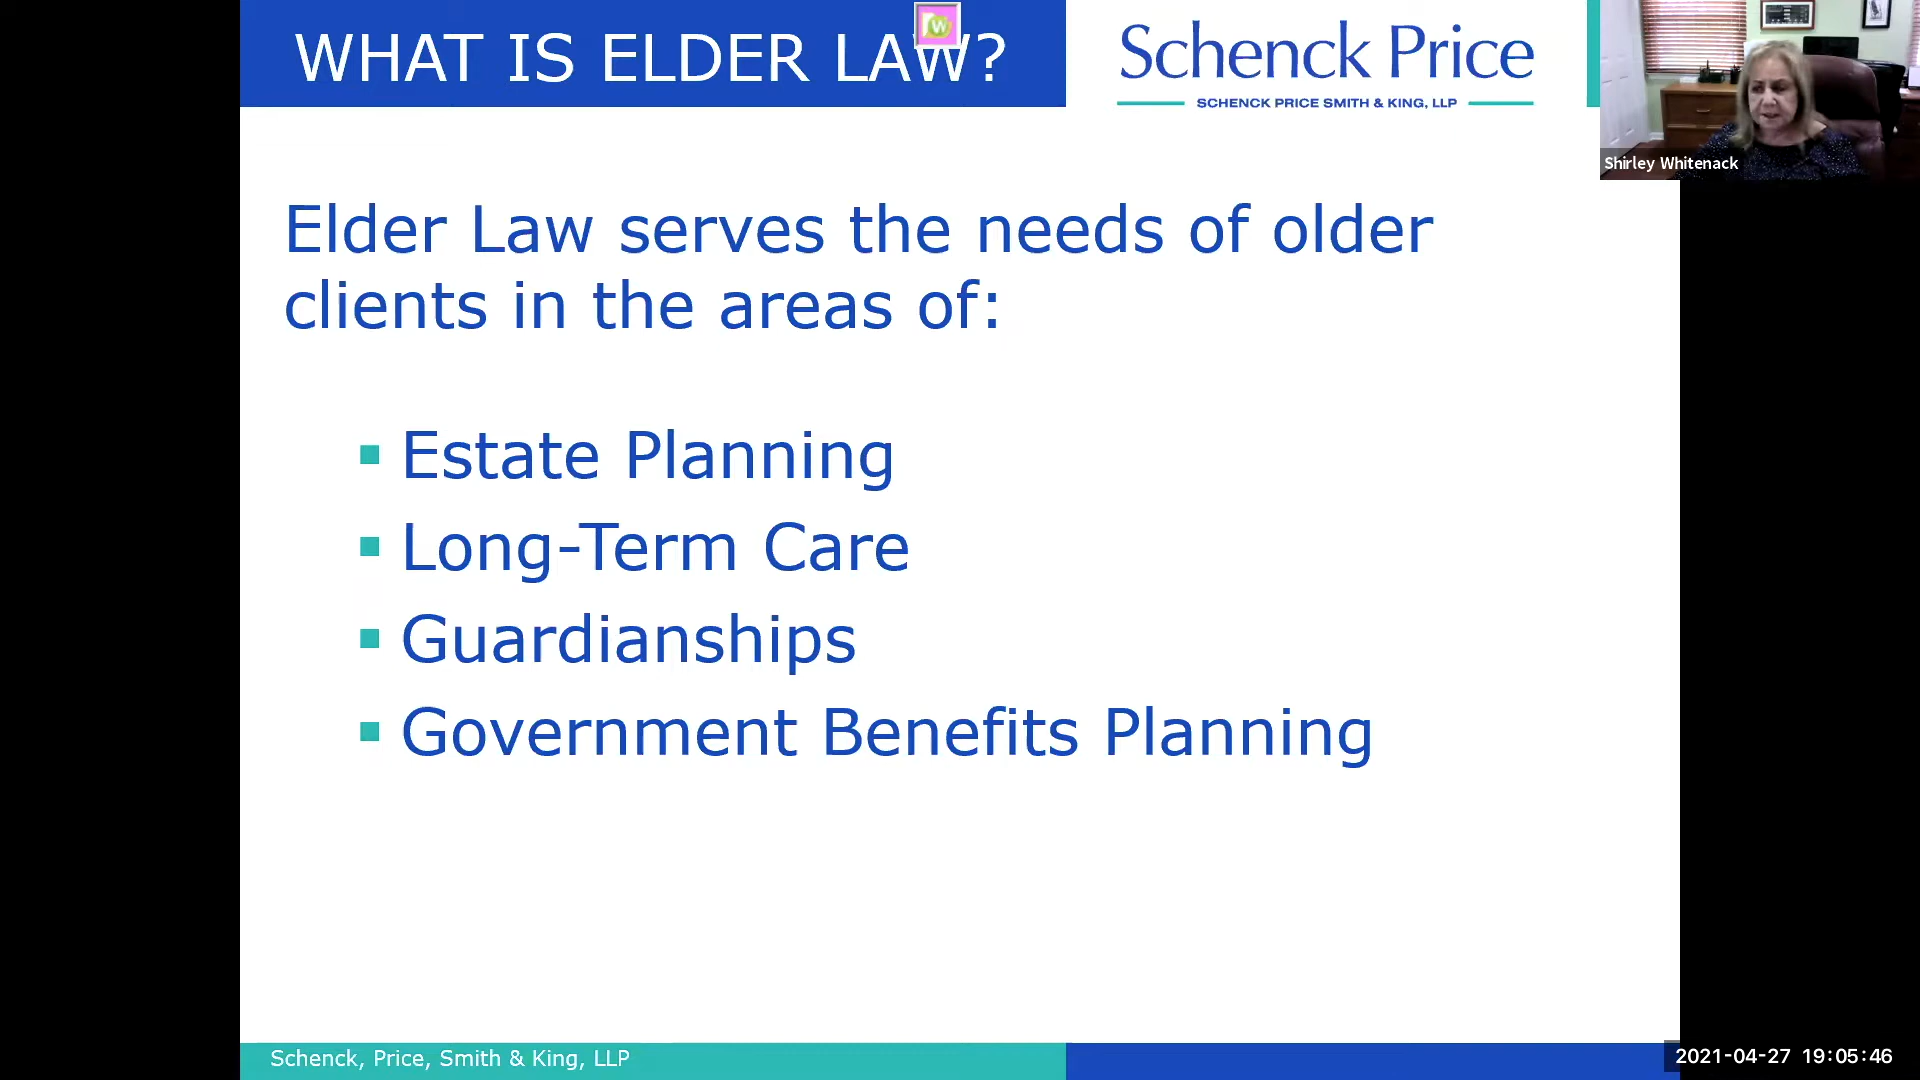 WHAT IS ELDER LAW?
Schenck Price
SCHENCK PRICE SMITH & KING, LLP
Shirley Whitenack
Elder Law serves the needs of older
clients in the areas of:
Estate Planning
Long-Term Care
Guardianships
Government Benefits Planning
Schenck, Price, Smith & King, LLP
2021-04-27 19:05:46